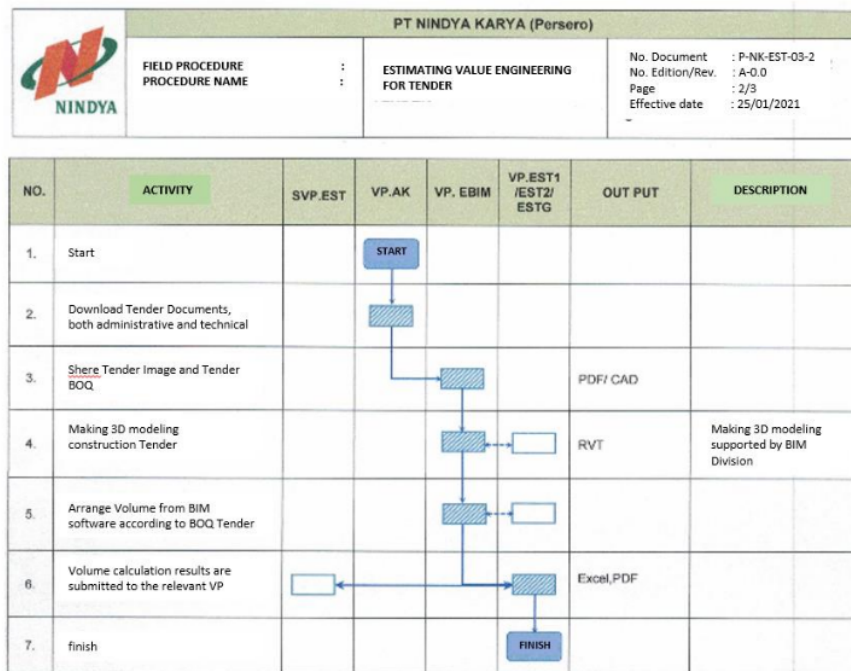 PT NINDYA KARYA (Persero)
NINDYA
FIELD PROCEDURE :
PROCEDURE NAME :
ESTIMATING VALUE ENGINEERING
FOR TENDER
No. Document : P-NK-EST-03-2
No. Edition/Rev. : A-0.0
Page : 2/3
Effective date : 25/01/2021
NO.
ACTIVITY
SVP.EST
VP.AK
VP. EBIM
VP.EST1
/EST2/
ESTG
OUT PUT
DESCRIPTION
1.
Start
START
2.
Download Tender Documents,
both administrative and technical
3.
Shere Tender Image and Tender
BOQ
PDF/ CAD
4.
Making 3D modeling
construction Tender
RVT
Making 3D modeling
supported by BIM
Division
5.
Arrange Volume from BIM
software according to BOQ Tender
6.
Volume calculation results are
submitted to the relevant VP
Excel,PDF
7.
finish
FINISH